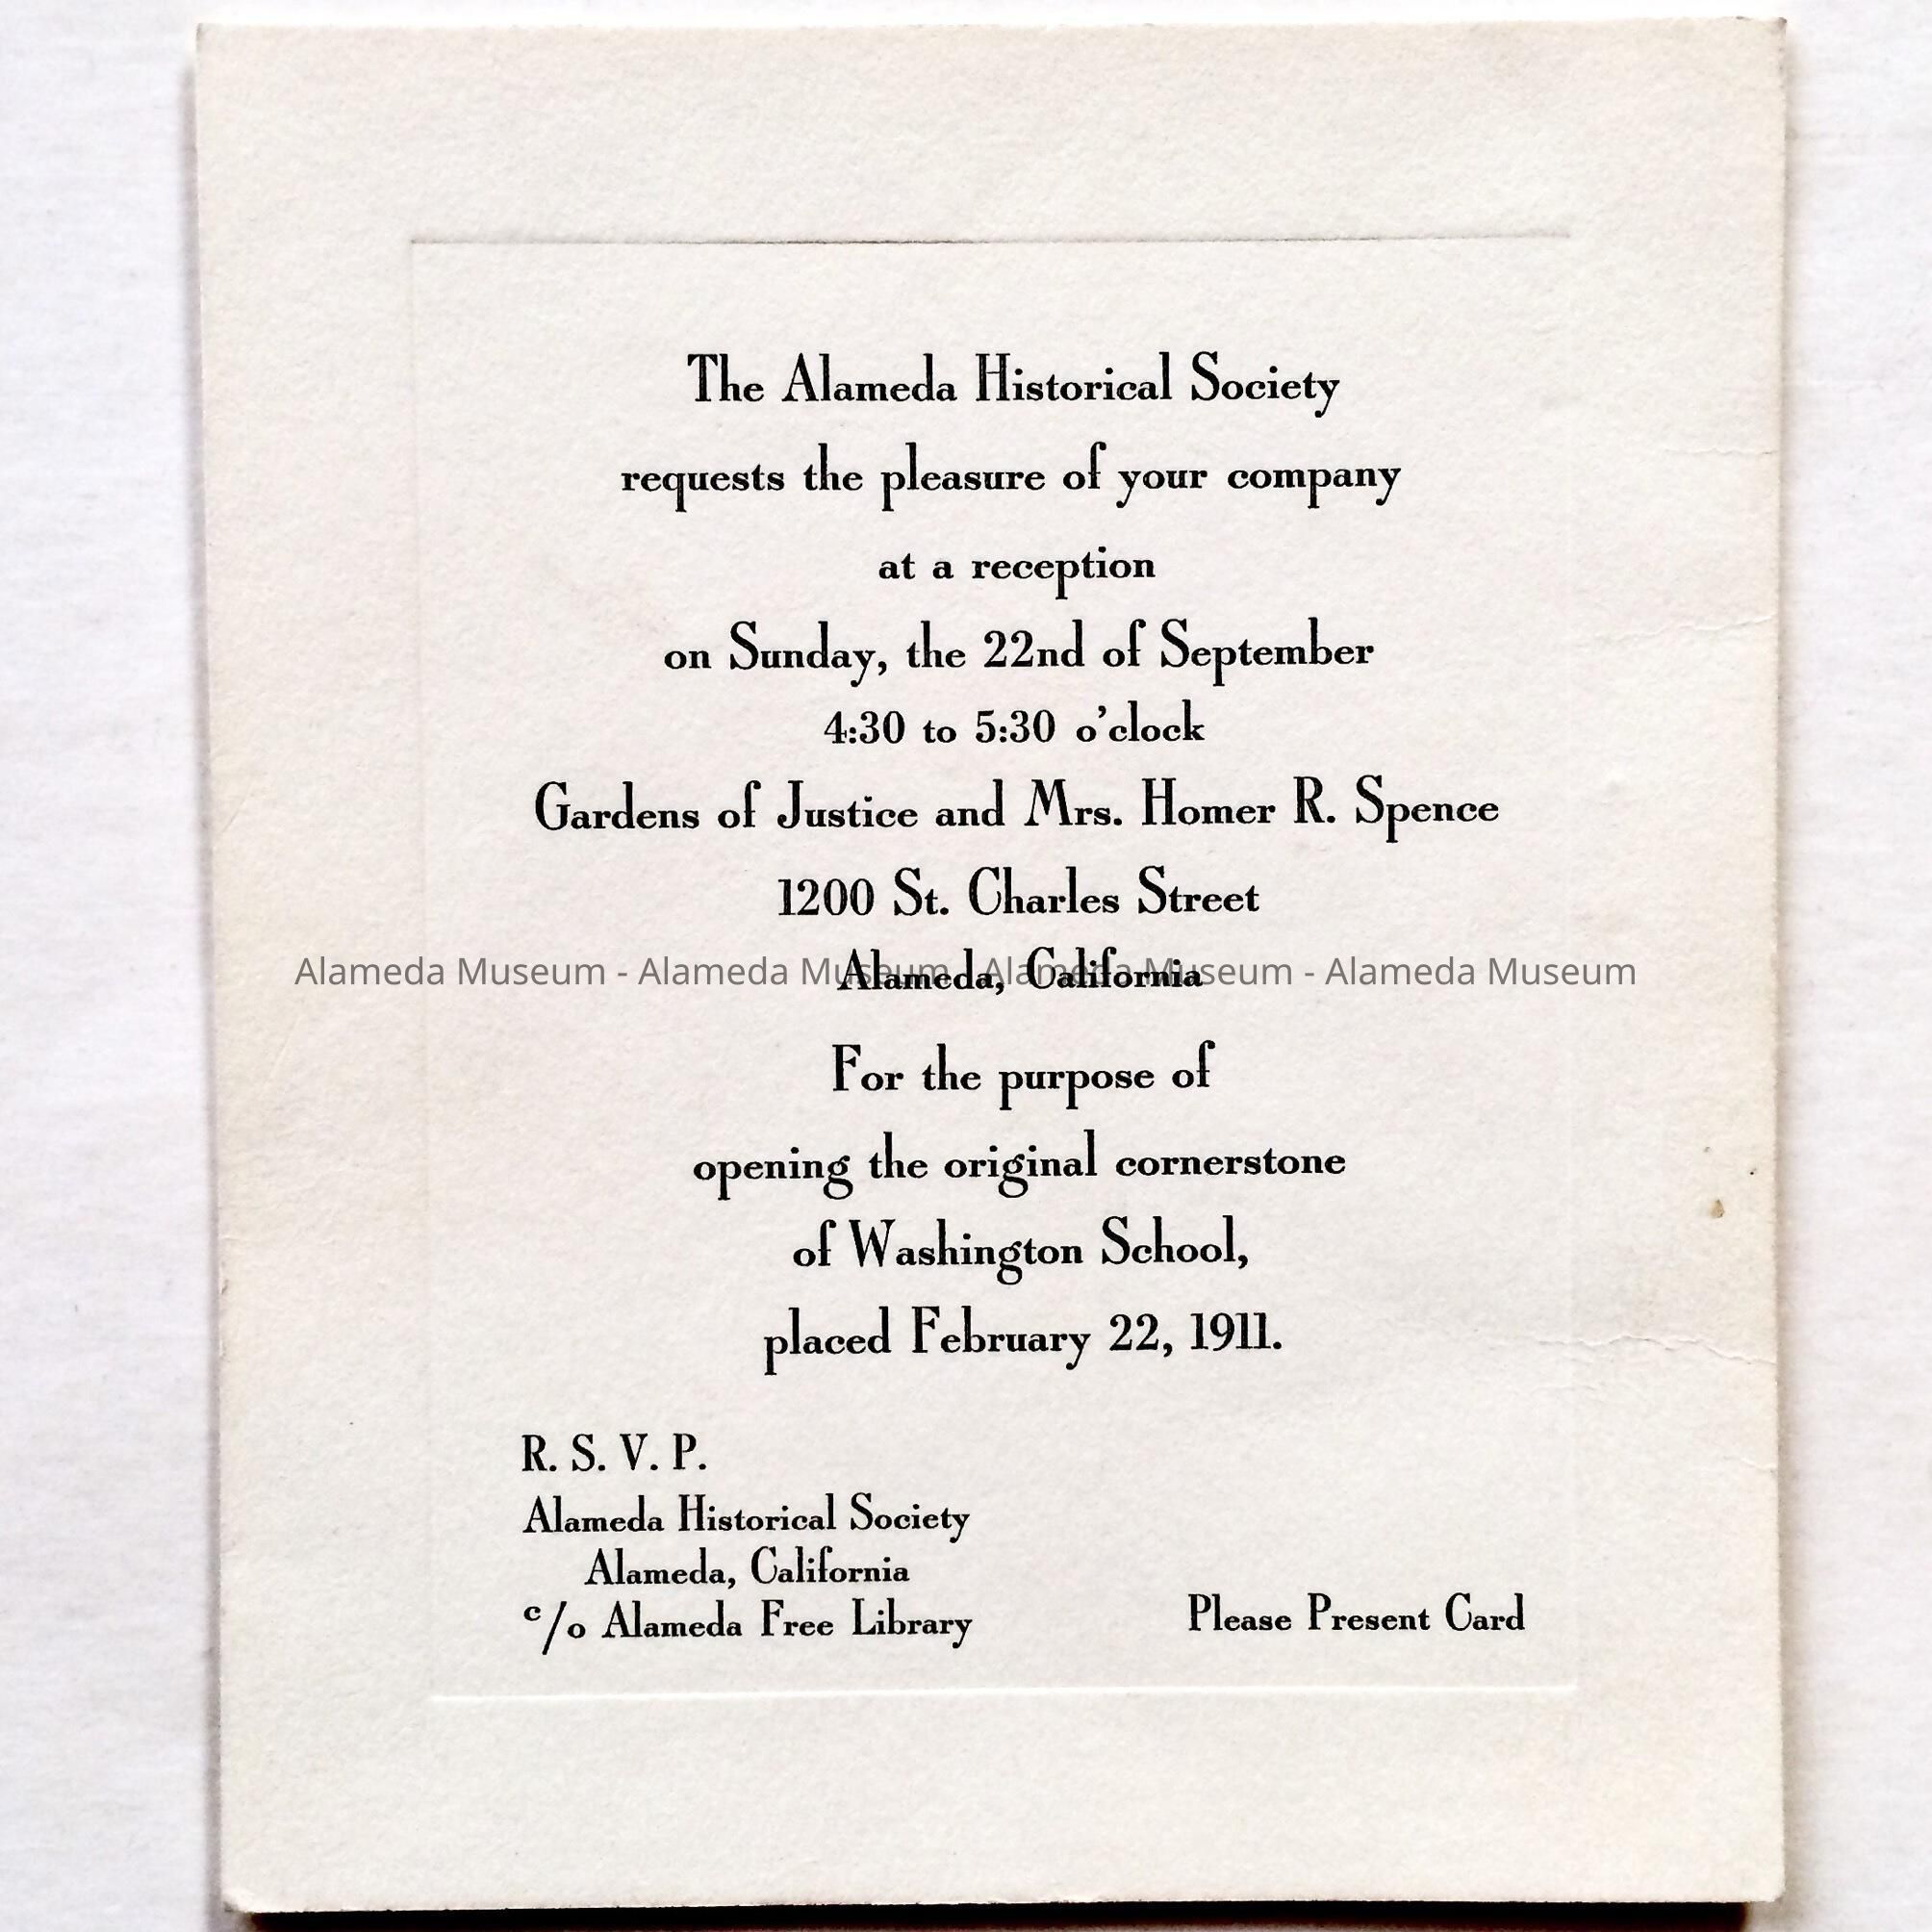 The Alameda Historical Society
requests the pleasure of your company
at a reception
on Sunday, the 22nd of September
4:30 to 5:30 o'clock
Gardens of Justice and Mrs. Homer R. Spence
1200 St. Charles Street
Alameda, California
Alameda Museum - Alameda Museum - Alameda Museum - Alameda Museum
For the purpose of
opening the original cornerstone
of Washington School,
placed February 22, 1911.
R. S. V. P.
Alameda Historical Society
Alameda, California
c/o Alameda Free Library
Please Present Card